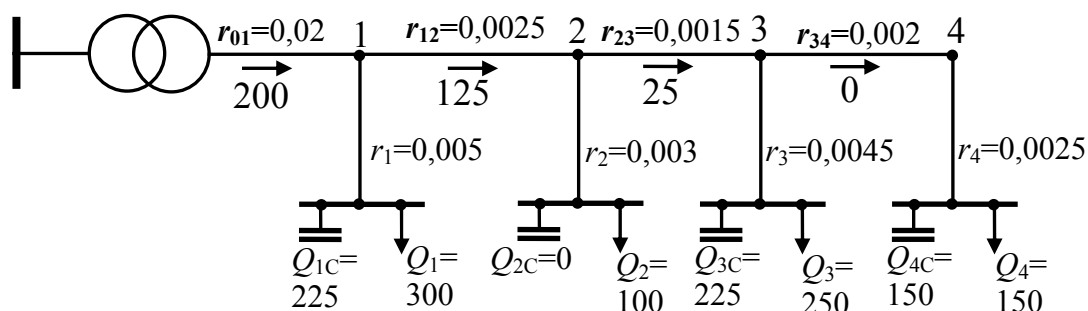 r01=0,02 1 r12=0,0025 2 r23=0,0015 3 r34=0,002 4
200 125 25 0
r1=0,005 r2=0,003 r3=0,0045 r4=0,0025
Q1C= Q1= Q2C=0 Q2= Q3C= Q3= Q4C= Q4=
225 300 100 225 250 150 150